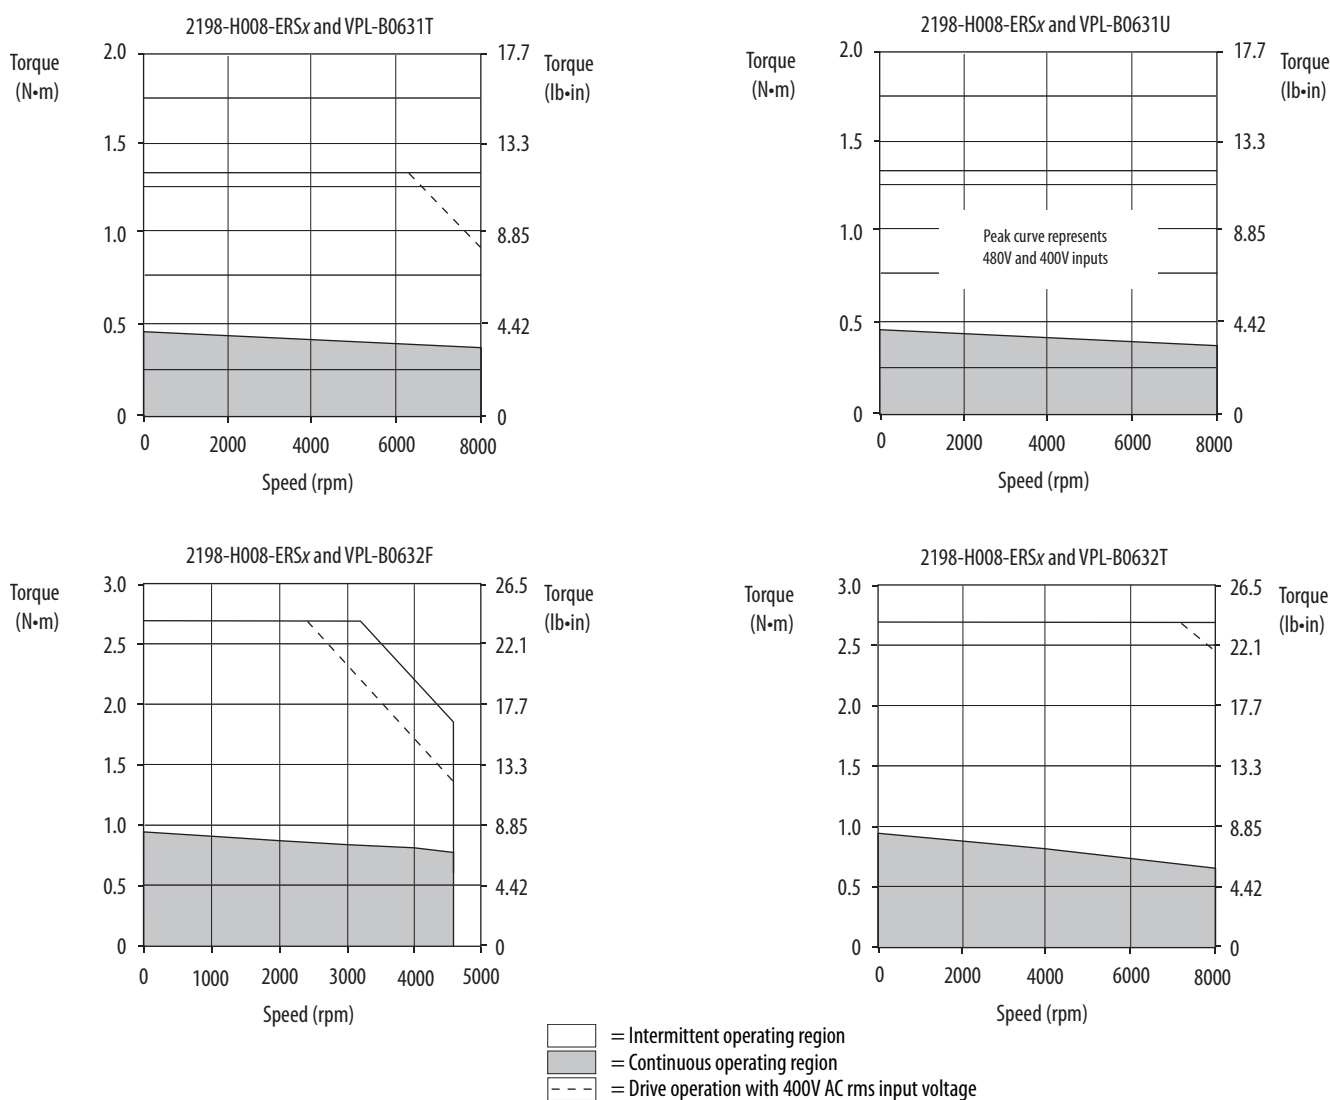 2198-H008-ERSx and VPL-B0631T
Torque
(N•m)
2.0
1.5
1.0
0.5
0
17.7
13.3
8.85
4.42
0
Torque
(lb•in)
0 2000 4000 6000 8000
Speed (rpm)
2198-H008-ERSx and VPL-B0631U
Torque
(N•m)
2.0
1.5
1.0
0.5
0
Peak curve represents
480V and 400V inputs
17.7
13.3
8.85
4.42
0
Torque
(lb•in)
0 2000 4000 6000 8000
Speed (rpm)
2198-H008-ERSx and VPL-B0632F
Torque
(N•m)
3.0
2.5
2.0
1.5
1.0
0.5
0
26.5
22.1
17.7
13.3
8.85
4.42
0
Torque
(lb•in)
0 1000 2000 3000 4000 5000
Speed (rpm)
2198-H008-ERSx and VPL-B0632T
Torque
(N•m)
3.0
2.5
2.0
1.5
1.0
0.5
0
26.5
22.1
17.7
13.3
8.85
4.42
0
Torque
(lb•in)
0 2000 4000 6000 8000
Speed (rpm)
= Intermittent operating region
= Continuous operating region
= Drive operation with 400V AC rms input voltage